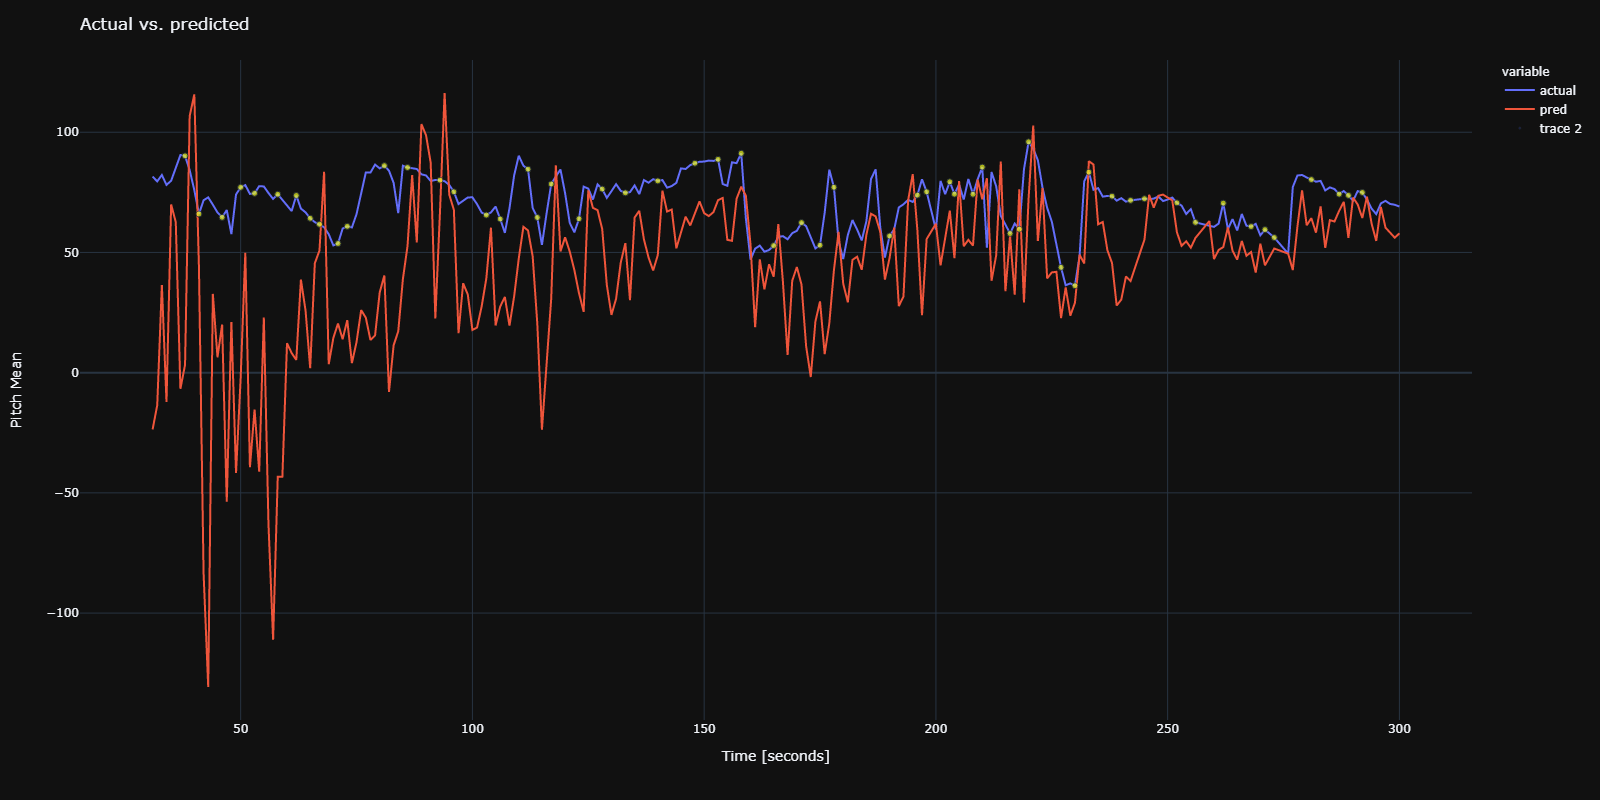 Actual vs. predicted
variable
actual
pred
trace 2
Pitch Mean
100
50
0
−50
−100
50
100
150
200
250
300
Time [seconds]